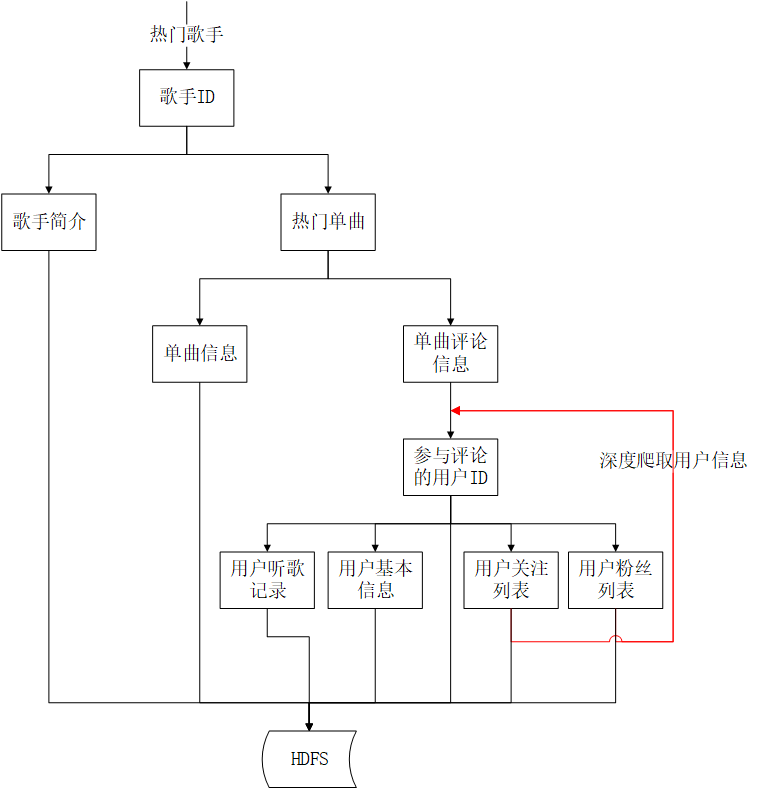 热门歌手
歌手ID
歌手简介
热门单曲
单曲信息
单曲评论
信息
参与评论
的用户ID
深度爬取用户信息
用户听歌
记录
用户基本
信息
用户关注
列表
用户粉丝
列表
HDFS